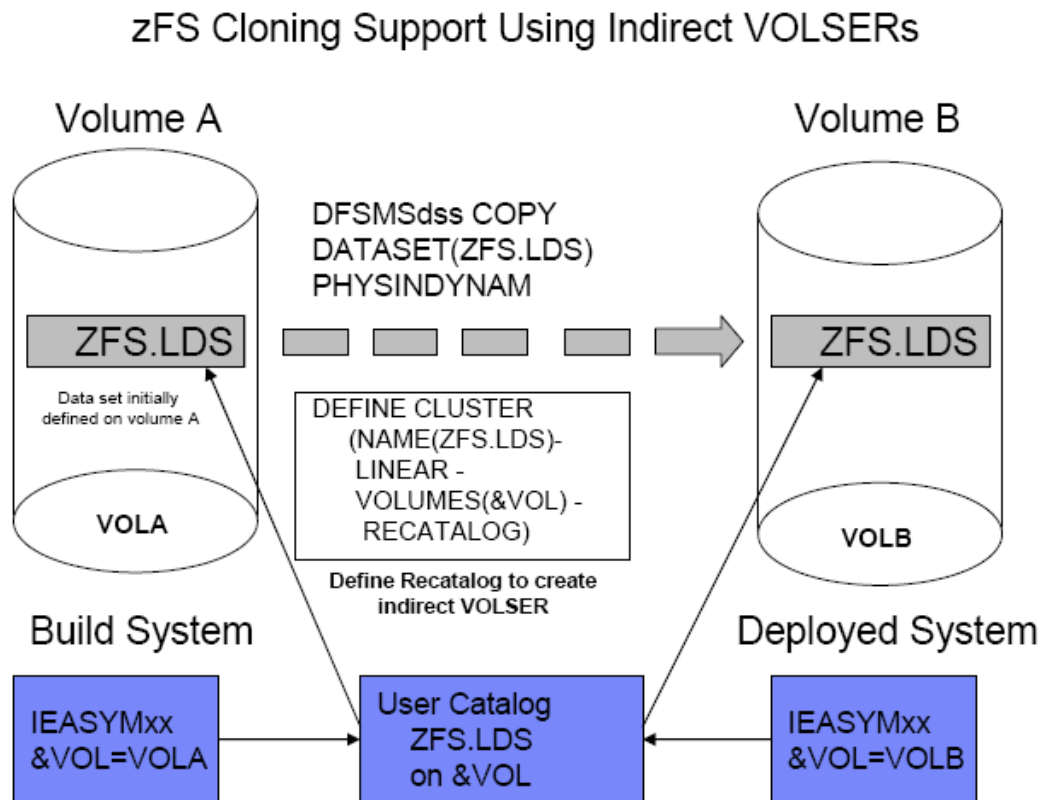 zFS Cloning Support Using Indirect VOLSERs
Volume A
Volume B
DFSMSdss COPY
DATASET(ZFS.LDS)
PHYSINDYNAM
ZFS.LDS
ZFS.LDS
Data set initially
defined on volume A
DEFINE CLUSTER
(NAME(ZFS.LDS)-
LINEAR -
VOLUMES(&VOL) -
RECATALOG)
VOLA
VOLB
Define Recatalog to create
indirect VOLSER
Build System
Deployed System
IEASYMxx
&VOL=VOLA
User Catalog
ZFS.LDS
on &VOL
IEASYMxx
&VOL=VOLB